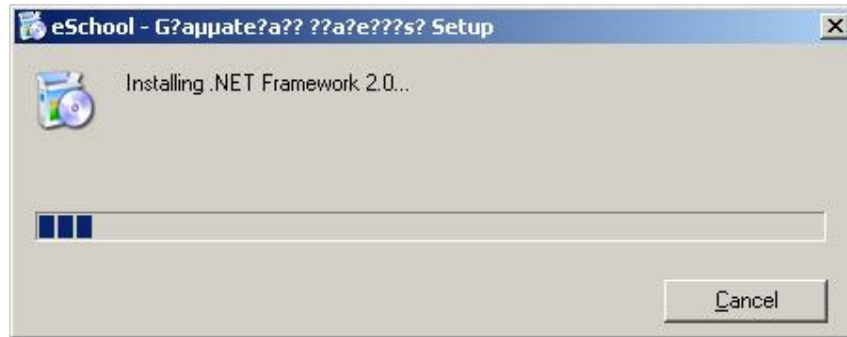 eSchool - G?aµµate?a?? ??a?e???s? Setup
Installing .NET Framework 2.0...
Cancel